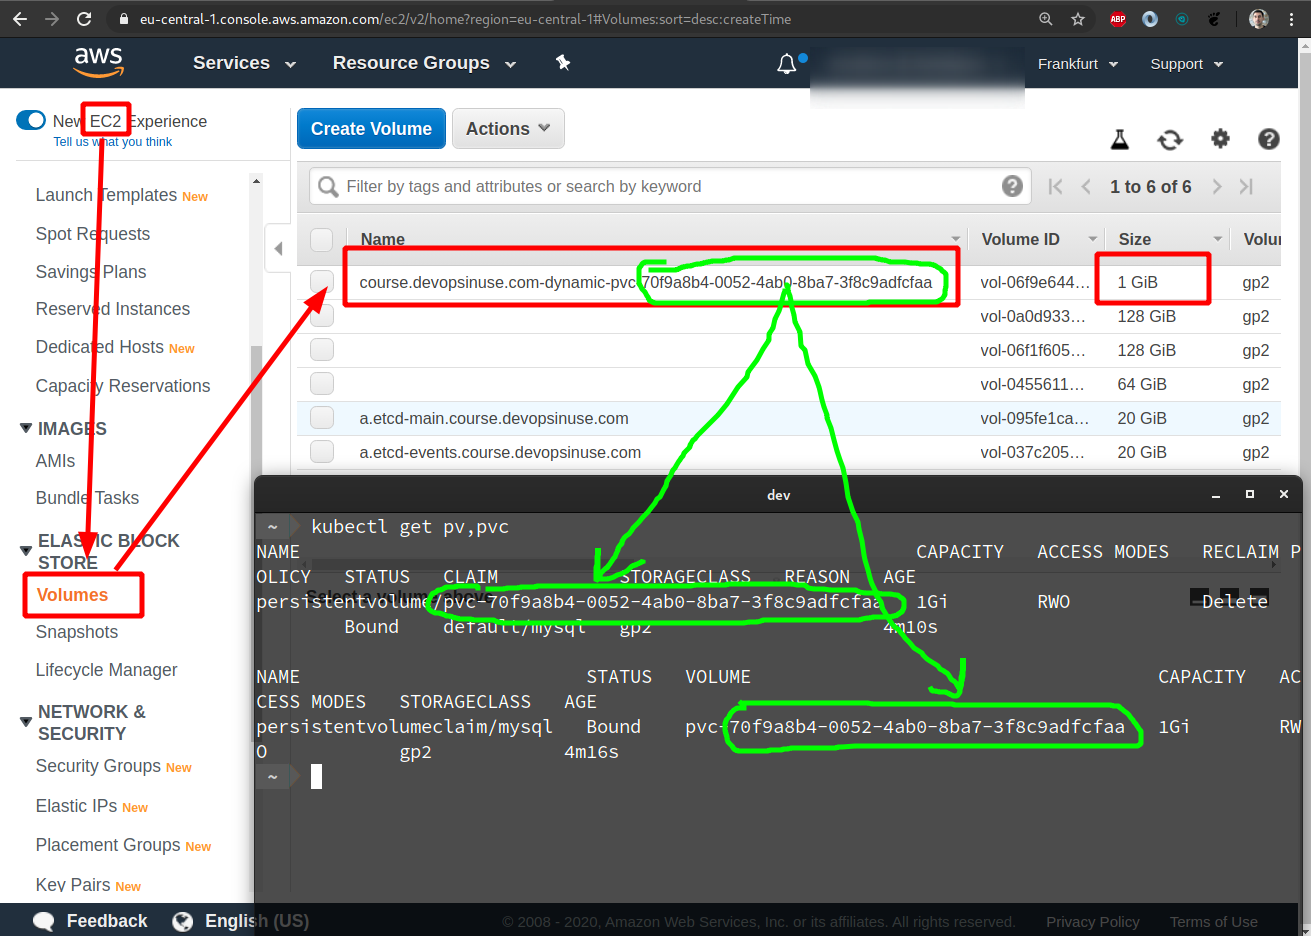 eu-central-1.console.aws.amazon.com/ec2/v2/home?region=eu-central-1#Volumes:sort=desc:createTime
ABP
aws
Services
Resource Groups
Frankfurt
Support
New EC2 Experience
Tell us what you think
Launch Templates New
Spot Requests
Savings Plans
Reserved Instances
Dedicated Hosts New
Capacity Reservations
IMAGES
AMIs
Bundle Tasks
ELASTIC BLOCK
STORE
Volumes
Snapshots
Lifecycle Manager
NETWORK &
SECURITY
Security Groups New
Elastic IPs New
Placement Groups New
Key Pairs New
Create Volume
Actions
Filter by tags and attributes or search by keyword
1 to 6 of 6
Name Volume ID Size Volu
course.devopsinuse.com-dynamic-pvc-70f9a8b4-0052-4ab0-8ba7-3f8c9adfcfaa vol-06f9e644... 1 GiB gp2
vol-0a0d933... 128 GiB gp2
vol-06f1f605... 128 GiB gp2
vol-0455611... 64 GiB gp2
a.etcd-main.course.devopsinuse.com vol-095fe1ca... 20 GiB gp2
a.etcd-events.course.devopsinuse.com vol-037c205... 20 GiB gp2
dev
~ kubectl get pv,pvc
NAME CAPACITY ACCESS MODES RECLAIM P
OLICY STATUS CLAIM STORAGECLASS REASON AGE
persistentvolume/pvc-70f9a8b4-0052-4ab0-8ba7-3f8c9adfcfaa 1Gi RWO Delete
Bound default/mysql gp2 4m10s
NAME STATUS VOLUME CAPACITY AC
CESS MODES STORAGECLASS AGE
persistentvolumeclaim/mysql Bound pvc-70f9a8b4-0052-4ab0-8ba7-3f8c9adfcfaa 1Gi RW
O gp2 4m16s
~
Select a volume above
Feedback
English (US)
© 2008 - 2020, Amazon Web Services, Inc. or its affiliates. All rights reserved.
Privacy Policy
Terms of Use